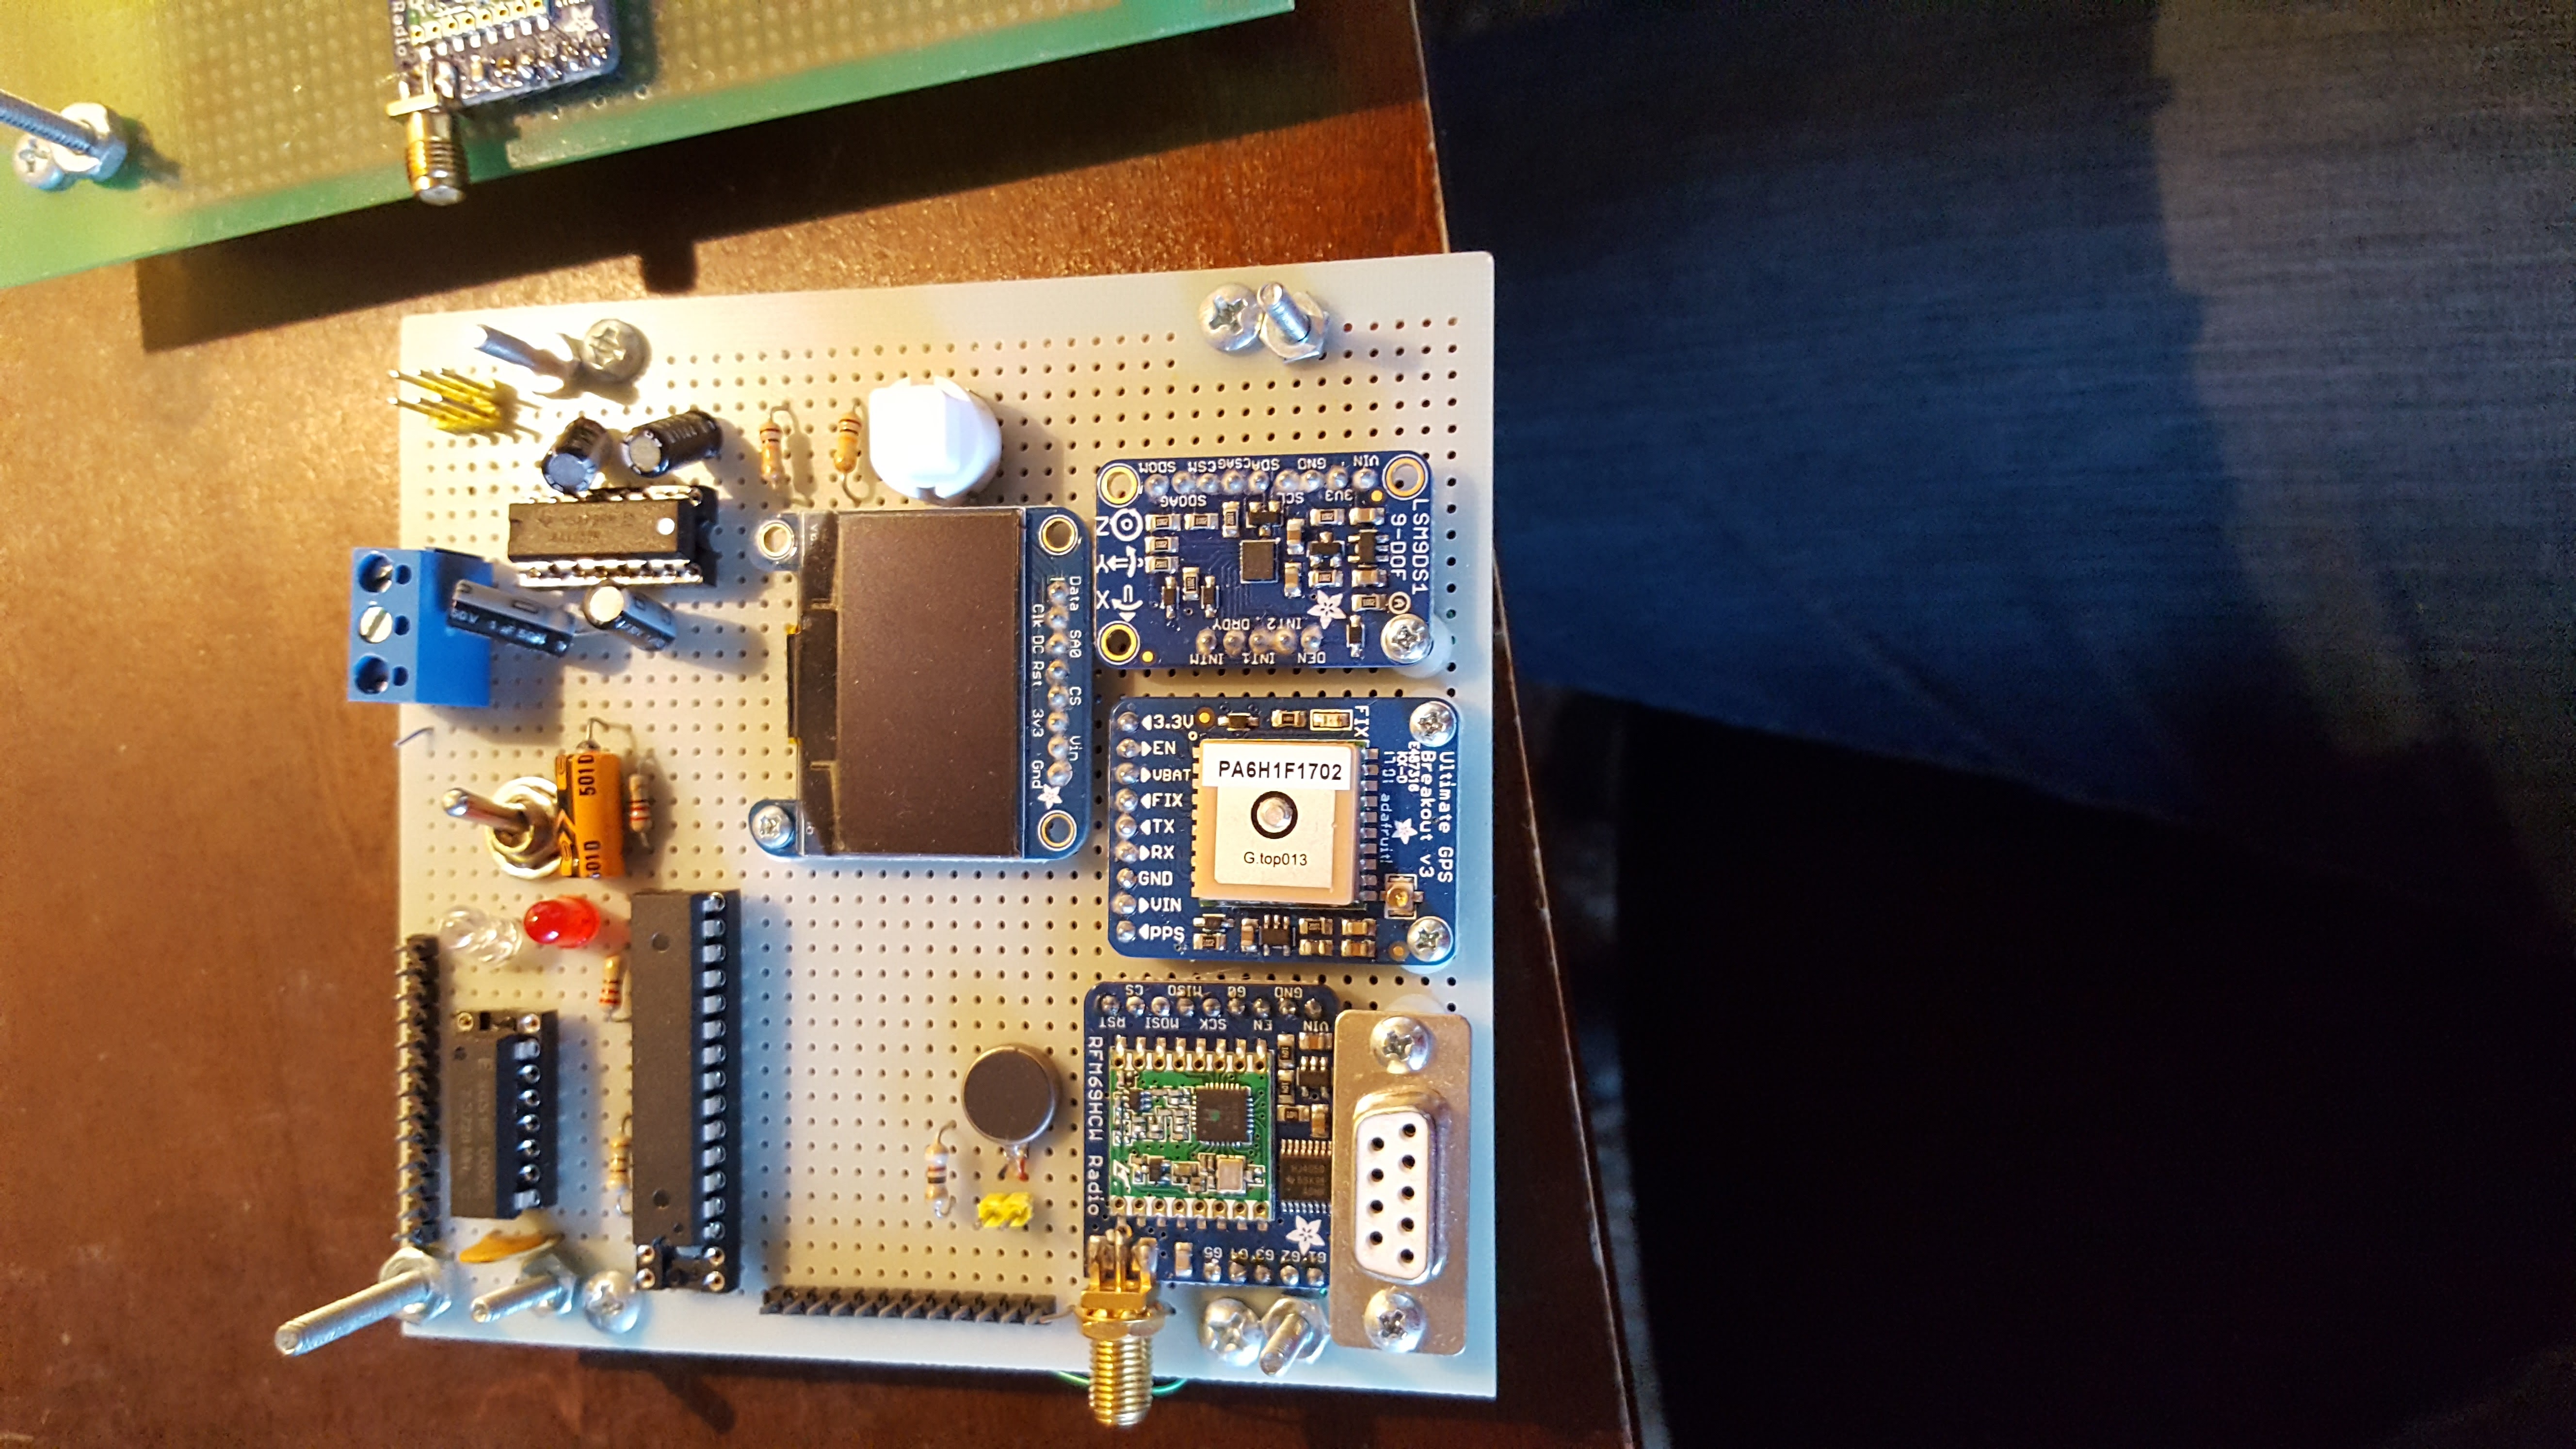 501D 501D
Gnd 3v3 Clk DC Rst
Vin CS SA0 Data
RFM69HCW Radio
RST
CS
MOSI
MISO
SCK
G0
EN
GND
VIN
G5
G4
G3
G2
G1
PPS
VIN
GND
RX
TX
FIX
VBAT
EN
3.3V
PA6H1F1702
G.top013
FIX
adafruit!
Ultimate GPS
Breakout v3
X
Y
Z
SDOM
SDOAG
CSM
CSAG
SDA
SCL
GND
3V3
VIN
INTM
DRDY
INT1
INT2
DEN
9-DOF
LSM9DS1
Radio